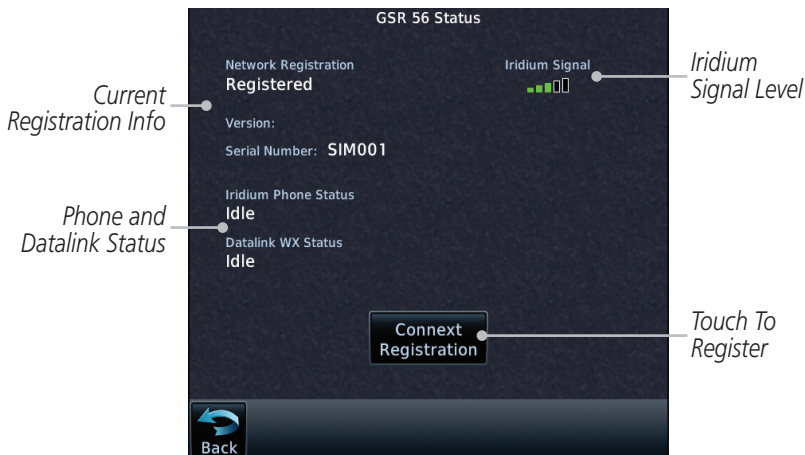 GSR 56 Status
Network Registration
Registered
Iridium Signal
Iridium
Signal Level
Current
Registration Info
Version:
Serial Number: SIM001
Iridium Phone Status
Idle
Phone and
Datalink Status
Datalink WX Status
Idle
Connext
Registration
Touch To
Register
Back